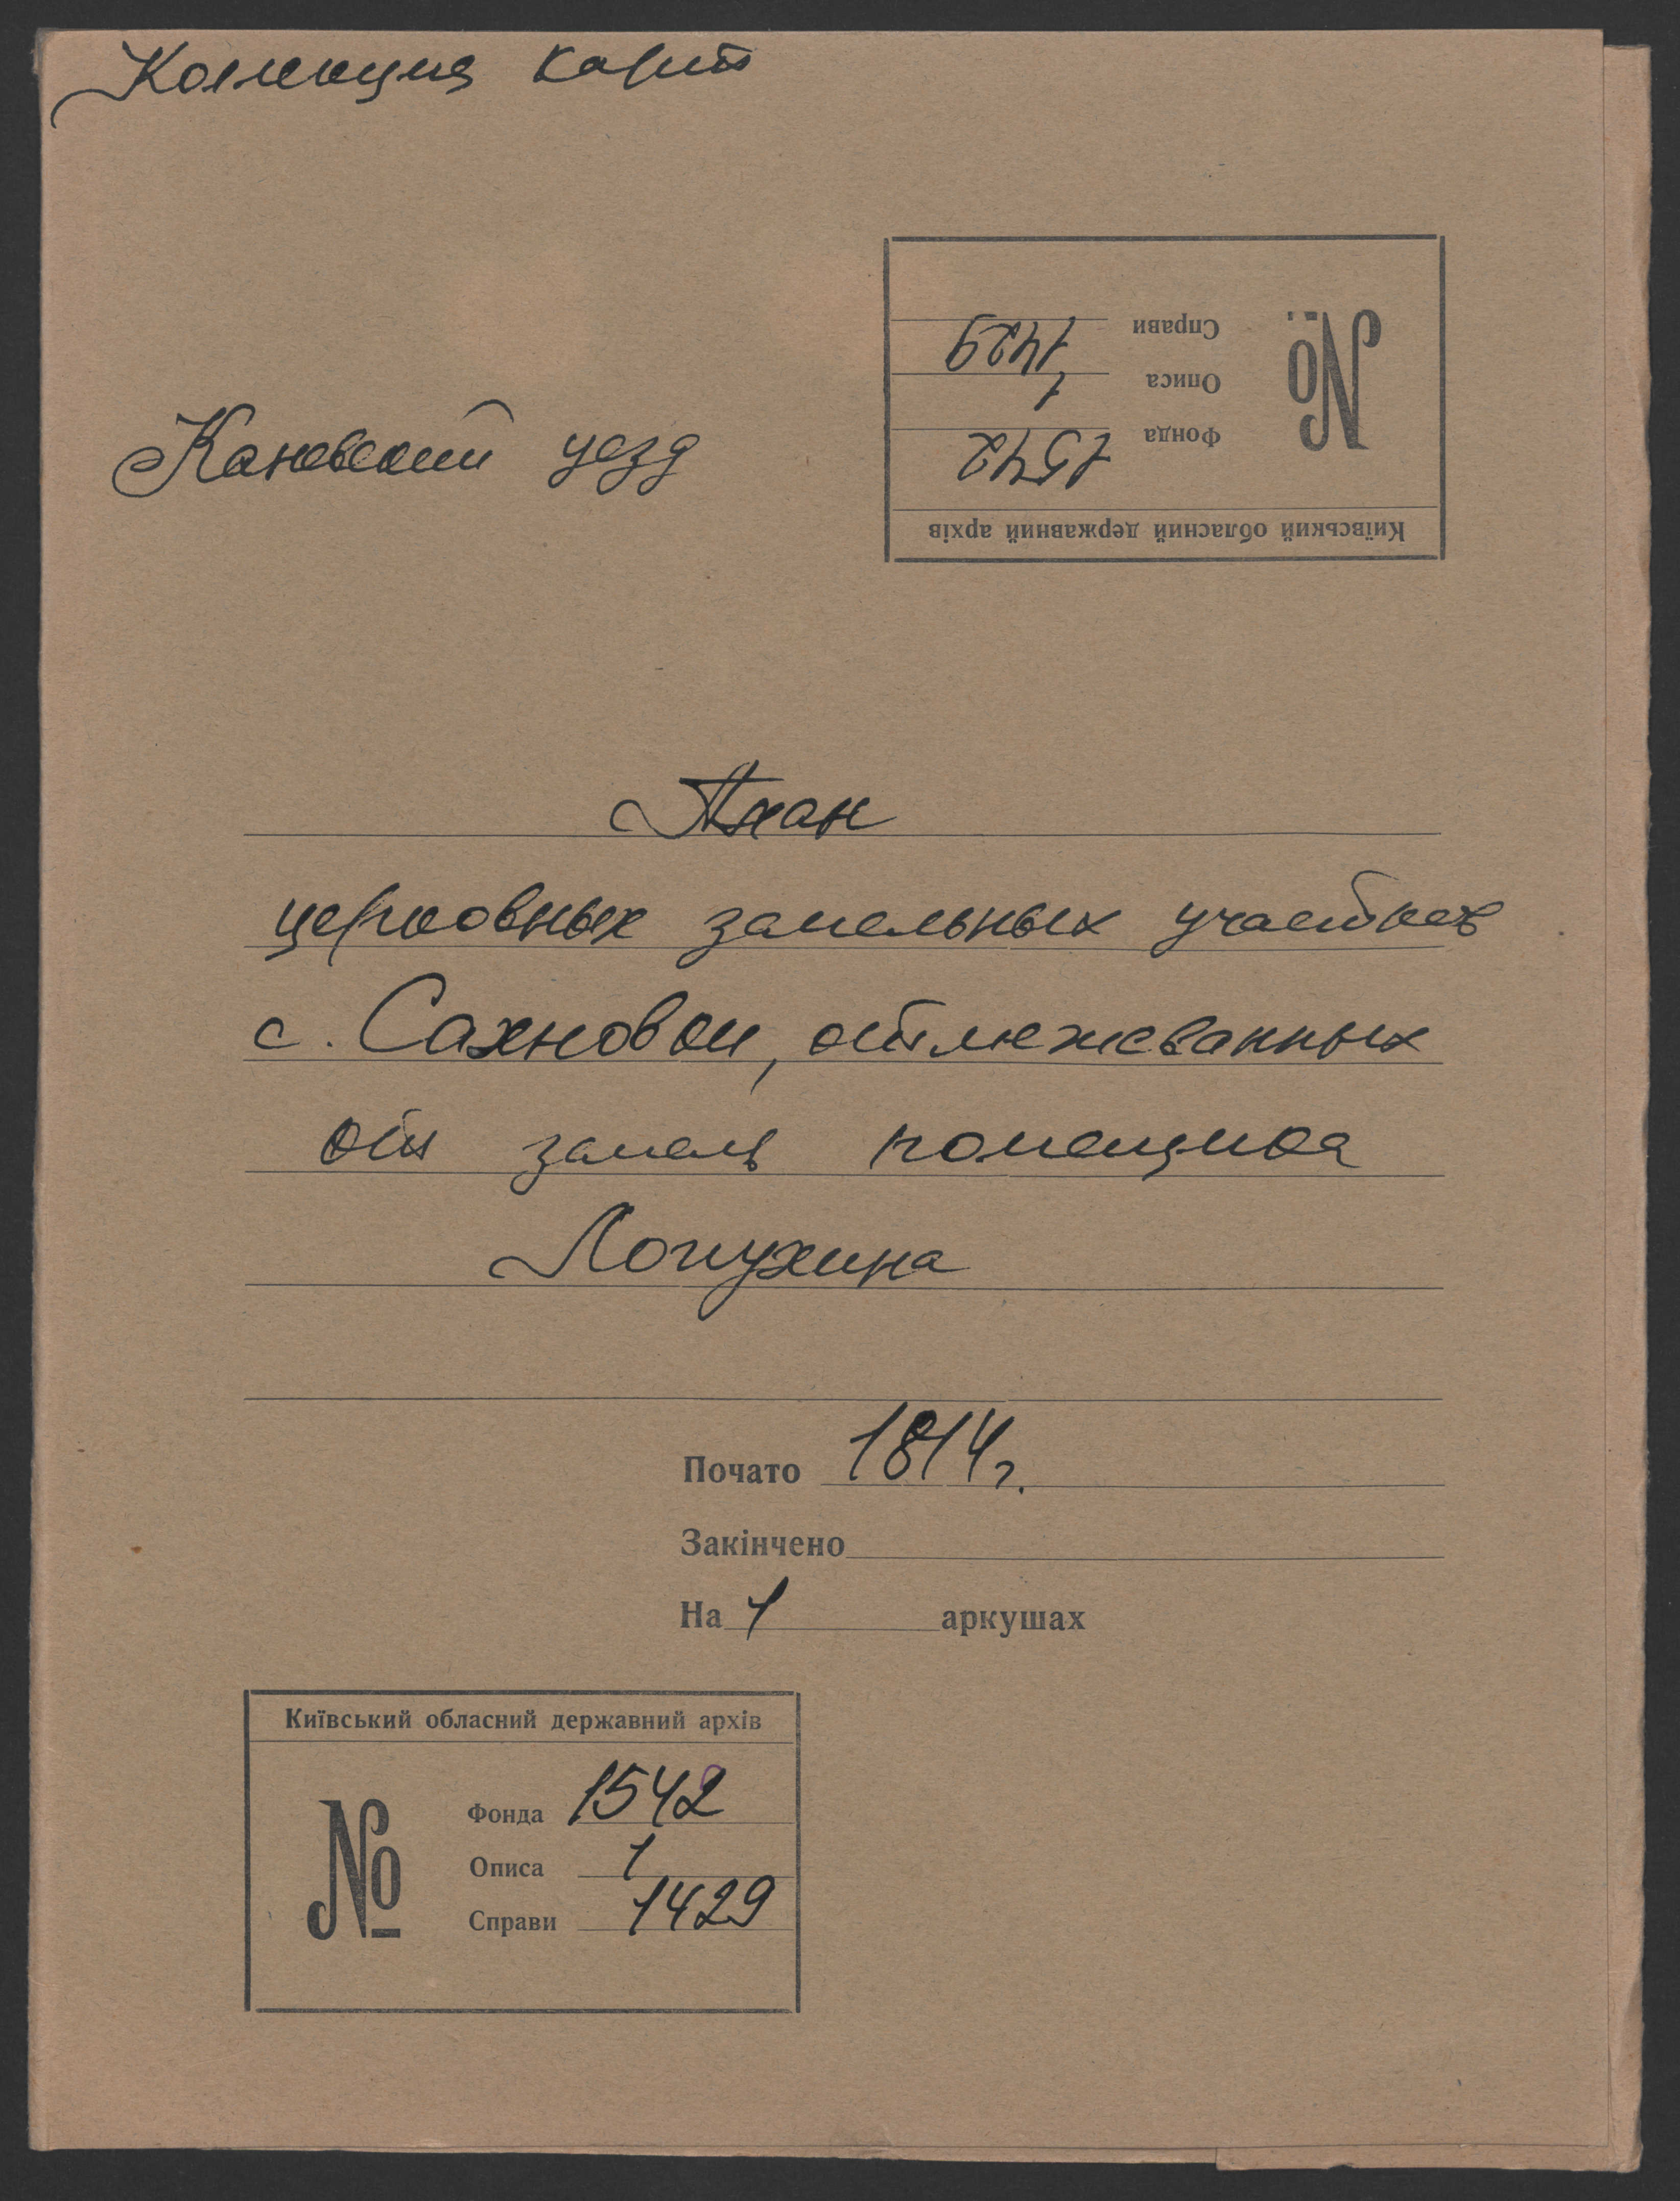 Коллекция карт
Справи 1429
Описа 1
Фонда 1542
№
Київський обласний державний архів
Каневский уезд
План
церковных земельных участков
с. Сахновки, отмежеванных
от земель помещика
Лопухина
Почато 1814 г.
Закінчено
На 1 аркушах
Київський обласний державний архів
№
Фонда 1542
Описа 1
Справи 1429